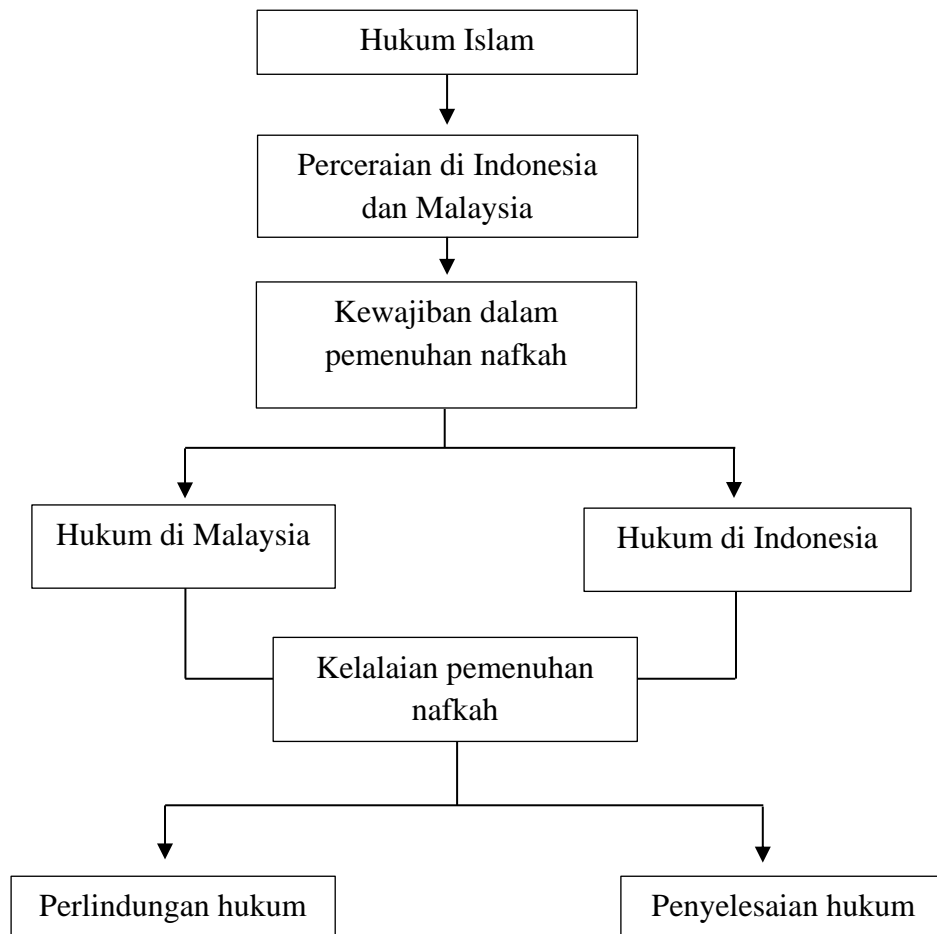 Hukum Islam
Perceraian di Indonesia
dan Malaysia
Kewajiban dalam
pemenuhan nafkah
Hukum di Malaysia
Hukum di Indonesia
Kelalaian pemenuhan
nafkah
Perlindungan hukum
Penyelesaian hukum